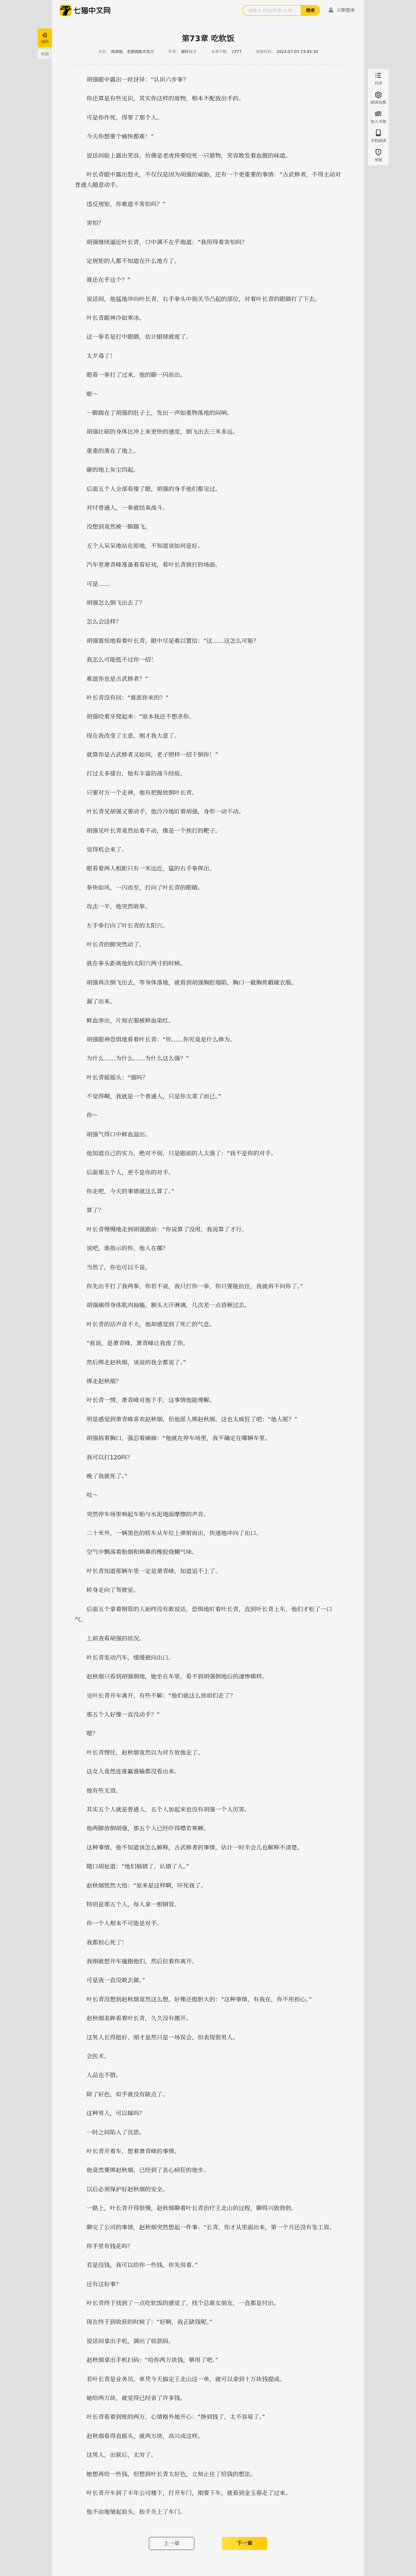 七猫中文网
请输入书名/作者/主角
搜索
立即登录
返回
阅读
目录
阅读设置
加入书架
手机阅读
举报
第73章 吃软饭
本章字数: 2377
更新时间: 2023-07-03 23:43:10
胡强眼中露出一丝讶异：“认识六步拳?
你还算是有些见识，其实你这样的废物，根本不配我出手的。
可是你作死，得罪了那个人。
今天你想要个痛快都难！”
说话间脸上露出笑容，仿佛是老虎将要咬死一只猎物，笑容散发着血腥的味道。
叶长青眼中露出怒火，不仅仅是因为胡强的威胁，还有一个更重要的事情：“古武修者，不得主动对
普通人随意动手。
违反规矩，你难道不害怕吗？”
害怕?
胡强继续逼近叶长青，口中满不在乎地道：“我用得着害怕吗?
定规矩的人都不知道在什么地方了。
谁还在乎这个？”
说话间，他猛地冲向叶长青，右手拳头中指关节凸起的部位，对着叶长青的眼睛打了下去。
叶长青眼神冷如寒冰。
这一拳若是打中眼睛，估计眼球就废了。
太歹毒了！
眼看一拳打了过来，他的脚一闪而出。
嘭～
一脚踹在了胡强的肚子上，发出一声如重物落地的闷响。
胡强壮硕的身体比冲上来更快的速度，倒飞出去三米多远。
重重的落在了地上。
砸的地上灰尘四起。
后面五个人全部看傻了眼，胡强的身手他们都见过。
对付普通人，一拳就结束战斗。
没想到竟然被一脚踹飞。
五个人呆呆地站在原地，不知道该如何是好。
汽车里萧青峰准备看看好戏，看叶长青挨打的场面。
可是……
胡强怎么倒飞出去了?
怎么会这样?
胡强震惊地看着叶长青，眼中尽是难以置信：“这……这怎么可能?
我怎么可能抵不过你一招！
难道你也是古武修者？”
叶长青没有回：“谁派你来的？”
胡强咬着牙爬起来：“原本我还不想杀你。
现在我改变了主意，刚才我大意了。
就算你是古武修者又如何，老子照样一招干倒你！”
打过太多擂台，他有丰富的战斗经验。
只要对方一个走神，他有把握放倒叶长青。
叶长青见胡强又要动手，他冷冷地盯着胡强，身形一动不动。
胡强见叶长青竟然站着不动，像是一个挨打的靶子。
觉得机会来了。
眼看着两人相距只有一米远近，猛的右手拳挥出。
拳快如风，一闪而至，打向了叶长青的眼睛。
攻击一半，他突然收拳。
左手拳打向了叶长青的太阳穴。
叶长青的脚突然动了。
就在拳头距离他的太阳穴两寸的时候。
胡强再次倒飞出去，等身体落地，就看到胡强胸腔塌陷，胸口一截胸骨戳破衣服。
漏了出来。
鲜血渗出，片刻衣服被鲜血染红。
胡强眼神恐惧地看着叶长青：“你……你究竟是什么修为。
为什么……为什么……为什么这么强？”
叶长青摇摇头：“强吗?
不觉得啊，我就是一个普通人，只是你太菜了而已。”
你～
胡强气得口中鲜血溢出。
他知道自己的实力，绝对不弱，只是眼前的人太强了：“我不是你的对手。
后面那五个人，更不是你的对手。
你走吧，今天的事情就这么算了。”
算了?
叶长青慢慢地走到胡强跟前：“你说算了没用，我说算了才行。
说吧，谁指示的你，他人在哪?
当然了，你也可以不说。
你先出手打了我两拳，你若不说，我只打你一拳，你只要能抗住，我就再不问你了。”
胡强痛得身体肌肉抽搐，额头大汗淋漓，几次差一点昏厥过去。
叶长青的话声音不大，他却感觉到了死亡的气息。
“我说，是萧青峰，萧青峰让我废了你。
然后绑走赵秋烟，该说的我全都说了。”
绑走赵秋烟?
叶长青一愣，萧青峰对他下手，这事情他能理解。
明显感觉到萧青峰喜欢赵秋烟，但他派人绑赵秋烟，这也太疯狂了吧：“他人呢？”
胡强捂着胸口，强忍着痛睡：“他就在停车场里，我不确定在哪辆车里。
我可以打120吗?
晚了我就死了。”
吱～
突然停车场里响起车胎与水泥地面摩擦的声音。
二十米外，一辆黑色的轿车从车位上弹射而出，快速地冲向了出口。
空气中飘荡着胎烟和刺鼻的橡胶烧糊气味。
叶长青知道那辆车里一定是萧青峰，知道追不上了。
转身走向了驾驶室。
后面五个拿着钢管的人始终没有敢说话，恐惧地盯着叶长青，直到叶长青上车，他们才松了一口
气。
上前查看胡强的状况。
叶长青发动汽车，缓缓驶向出口。
赵秋烟只看到胡强倒地，她坐在车里，看不到胡强倒地后的凄惨模样。
见叶长青开车离开，有些不解：“他们就这么放咱们走了?
那五个人好像一直没动手？”
嗯?
叶长青愣住，赵秋烟竟然以为对方放他走了。
这女人竟然连谁赢谁输都没看出来。
他有些无语。
其实五个人就是普通人，五个人加起来也没有胡强一个人厉害。
他两脚放倒胡强，那五个人已经吓得噤若寒蝉。
这种事情，他不知道该怎么解释，古武修者的事情，估计一时半会儿也解释不清楚。
随口胡扯道：“他们搞错了，认错了人。”
赵秋烟恍然大悟：“原来是这样啊，吓死我了。
特别是那五个人，每人拿一根钢管。
你一个人根本不可能是对手。
我都担心死了！
我刚就想开车撞跑他们，然后拉着你离开。
可是我一直没敢去做。”
叶长青没想到赵秋烟竟然这么想，好像还挺胆大的：“这种事情，有我在，你不用担心。”
赵秋烟美眸看着叶长青，久久没有挪开。
这男人长得挺好，刚才虽然只是一场误会，但表现很男人。
会医术。
人品也不错。
除了好色，似乎就没有缺点了。
这种男人，可以嫁吗?
一时之间陷入了沉思。
叶长青开着车，想着萧青峰的事情。
他竟然要绑赵秋烟，已经到了丧心病狂的地步。
以后必须保护好赵秋烟的安全。
一路上，叶长青开得很慢，赵秋烟聊着叶长青治疗王北山的过程，聊得兴致勃勃。
聊完了公司的事情，赵秋烟突然想起一件事：“长青，你才从里面出来，第一个月还没有发工资。
你手里有钱花吗?
若是没钱，我可以给你一些钱，你先用着。”
还有这好事?
叶长青终于找到了一点吃软饭的感觉了，找个总裁女朋友，一直都是付出。
现在终于到收获的时候了：“好啊，我正缺钱呢。”
说话间拿出手机，调出了收款码。
赵秋烟拿出手机扫码：“给你两万块钱，够用了吧。”
若叶长青是业务员，单凭今天搞定王北山这一单，就可以拿到十万块钱提成。
她给两万块，就觉得已经省了许多钱。
叶长青看着到账的两万，心情格外地开心：“挣到钱了，太不容易了。”
赵秋烟看得直摇头，就两万块，高兴成这样。
这男人，出狱后，太穷了。
她想再给一些钱，但想到叶长青太好色，立刻止住了给钱的想法。
叶长青开车到了丰年公司楼下，打开车门，刚要下车，就看到金玉蓉走了过来。
他不由地皱起眉头，抬手关上了车门。
上一章
下一章